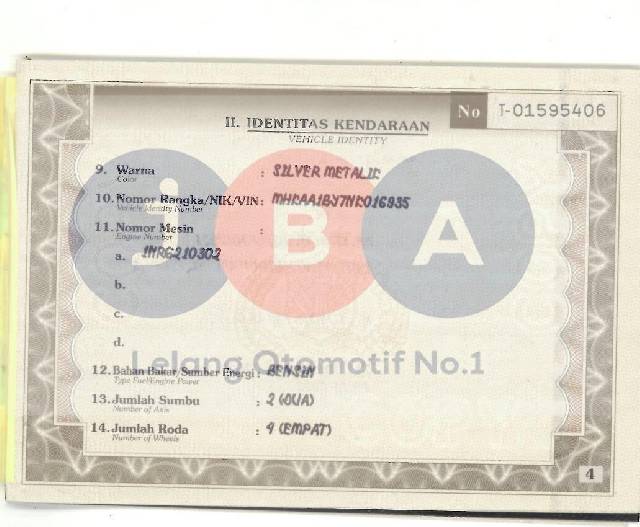 No T-01595406
II. IDENTITAS KENDARAAN
VEHICLE IDENTITY
9. Warna : SILVER METALIC
Color
10. Nomor Rangka/NIK/VIN:
Vehicle Identity Number
11. Nomor Mesin :
Engine Number
a. 1NRG210302
b.
c.
d.
jBA
Lelang Otomotif No.1
12. Bahan Bakar/Sumber Energi : BENSIN
Type Fuel/Engine Power
13. Jumlah Sumbu : 2 (DUA)
Number of Axis
14. Jumlah Roda : 4 (EMPAT)
Number of Wheels
4